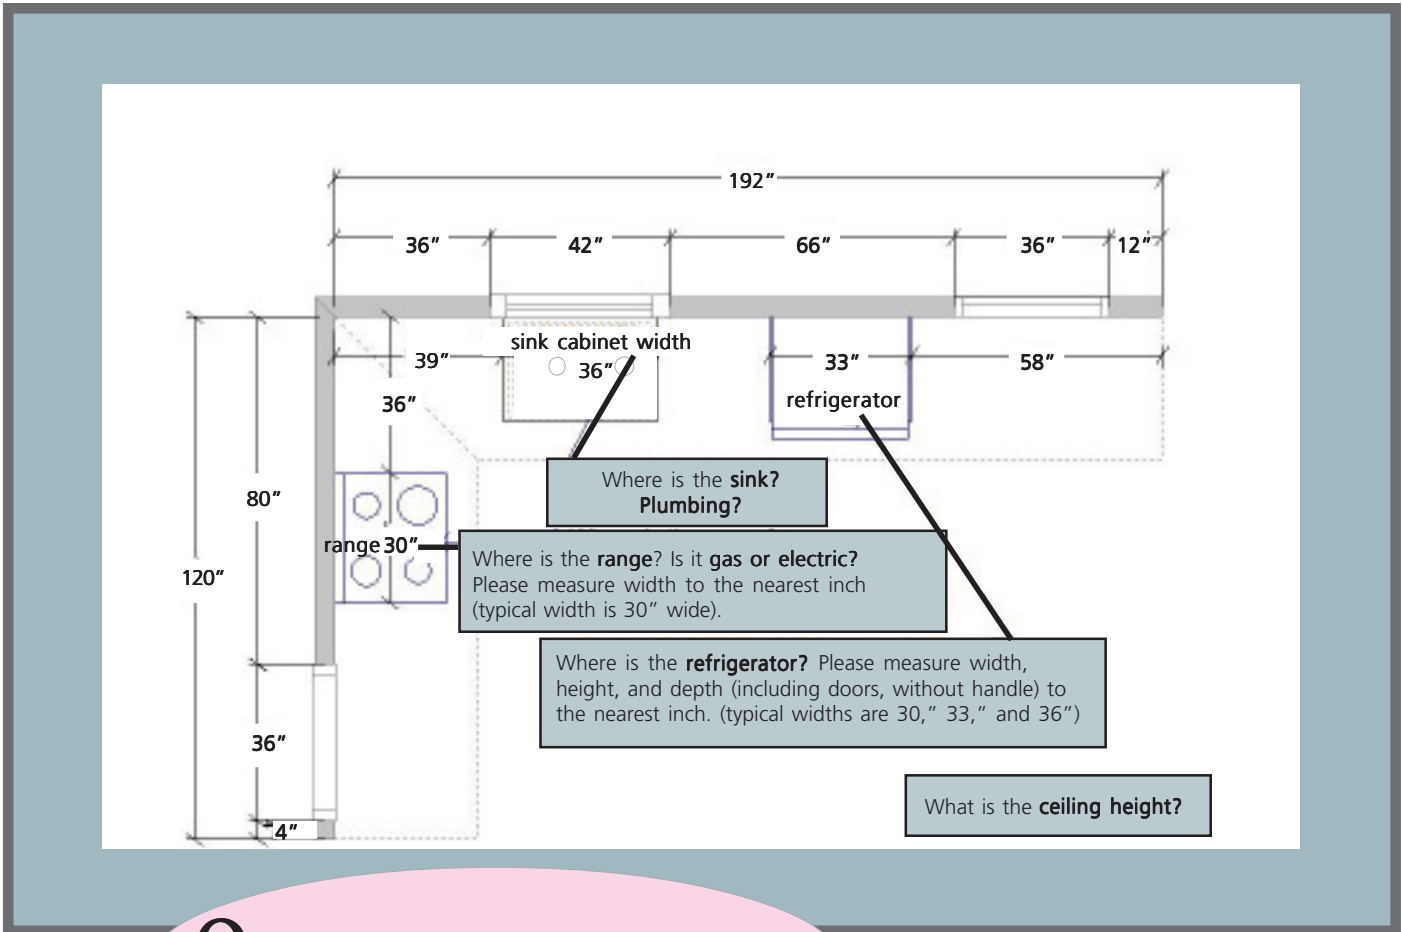 192”
36” 42” 66” 36” 12”
sink cabinet width
39” 36” 33” 58”
36” refrigerator
Where is the sink?
Plumbing?
80”
range 30”
Where is the range? Is it gas or electric?
Please measure width to the nearest inch
(typical width is 30” wide).
120”
Where is the refrigerator? Please measure width,
height, and depth (including doors, without handle) to
the nearest inch. (typical widths are 30,” 33,” and 36”)
36”
What is the ceiling height?
4”